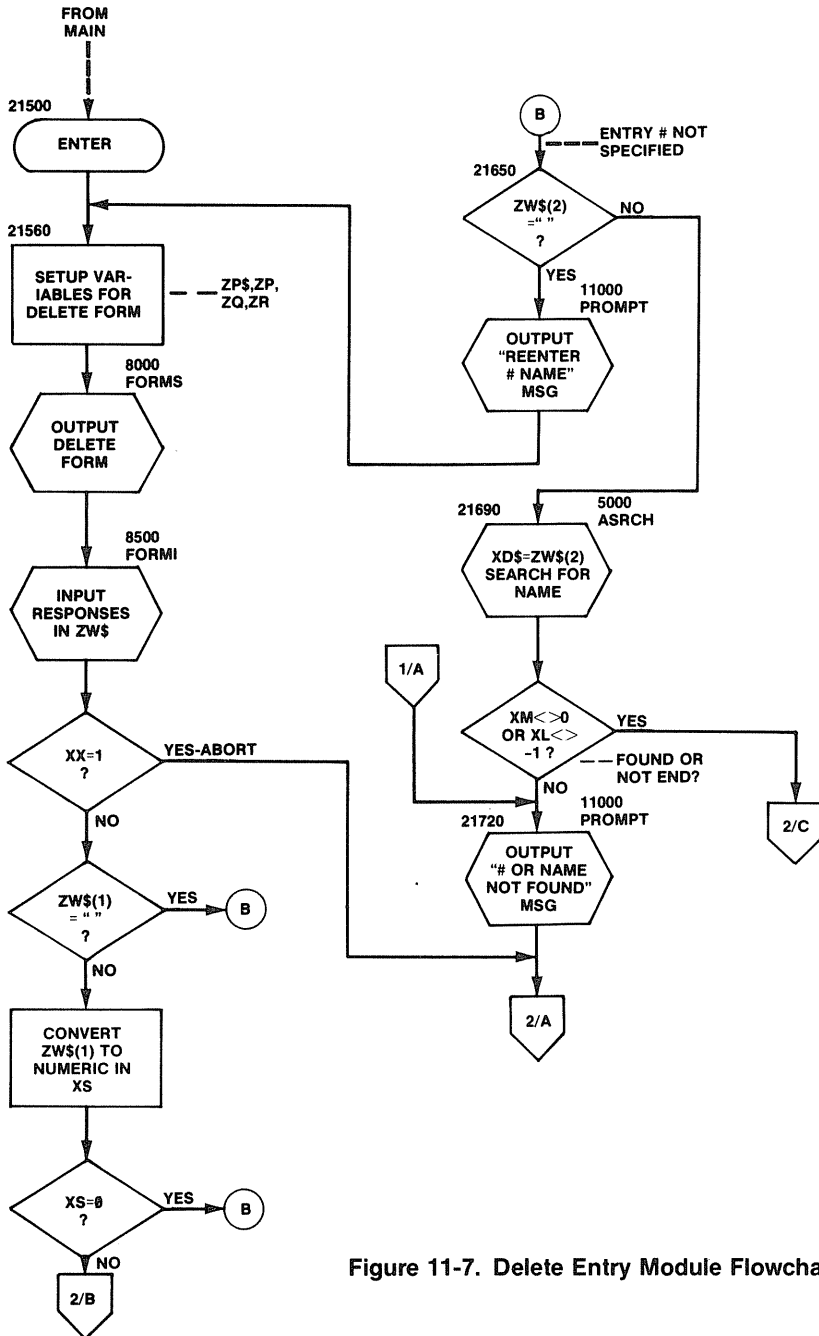 FROM
MAIN
21500
ENTER
21560
SETUP VAR-
IABLES FOR
DELETE FORM
ZP$,ZP,
ZQ,ZR
8000
FORMS
OUTPUT
DELETE
FORM
8500
FORMI
INPUT
RESPONSES
IN ZW$
XX=1
?
YES-ABORT
NO
ZW$(1)
= “ ”
?
YES
B
NO
CONVERT
ZW$(1) TO
NUMERIC IN
XS
XS=0
?
YES
B
NO
2/B
B
ENTRY # NOT
SPECIFIED
21650
ZW$(2)
=“ ”
?
NO
YES
11000
PROMPT
OUTPUT
“REENTER
# NAME”
MSG
21690
5000
ASRCH
XD$=ZW$(2)
SEARCH FOR
NAME
1/A
XM<>0
OR XL<>
-1 ?
YES
FOUND OR
NOT END?
NO
2/C
21720
11000
PROMPT
OUTPUT
“# OR NAME
NOT FOUND”
MSG
2/A
Figure 11-7. Delete Entry Module Flowcha